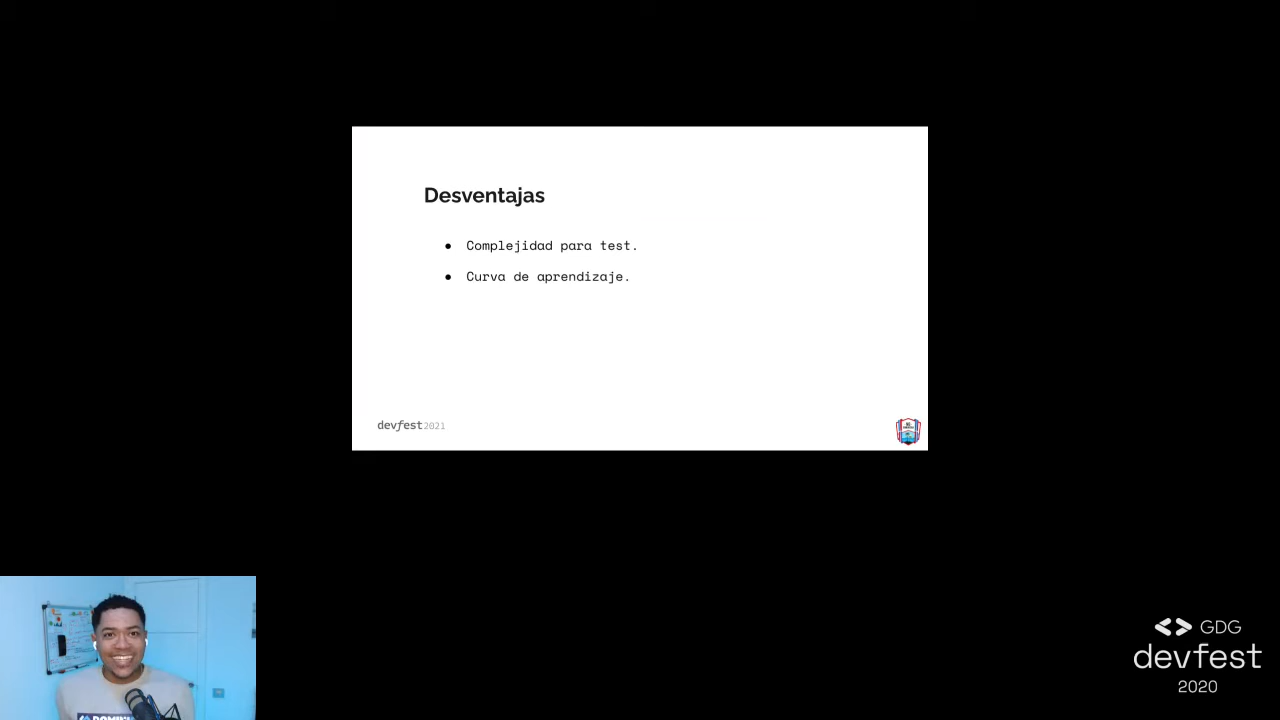 Desventajas
● Complejidad para test.
● Curva de aprendizaje.
devfest2021
GDG
devfest
2020